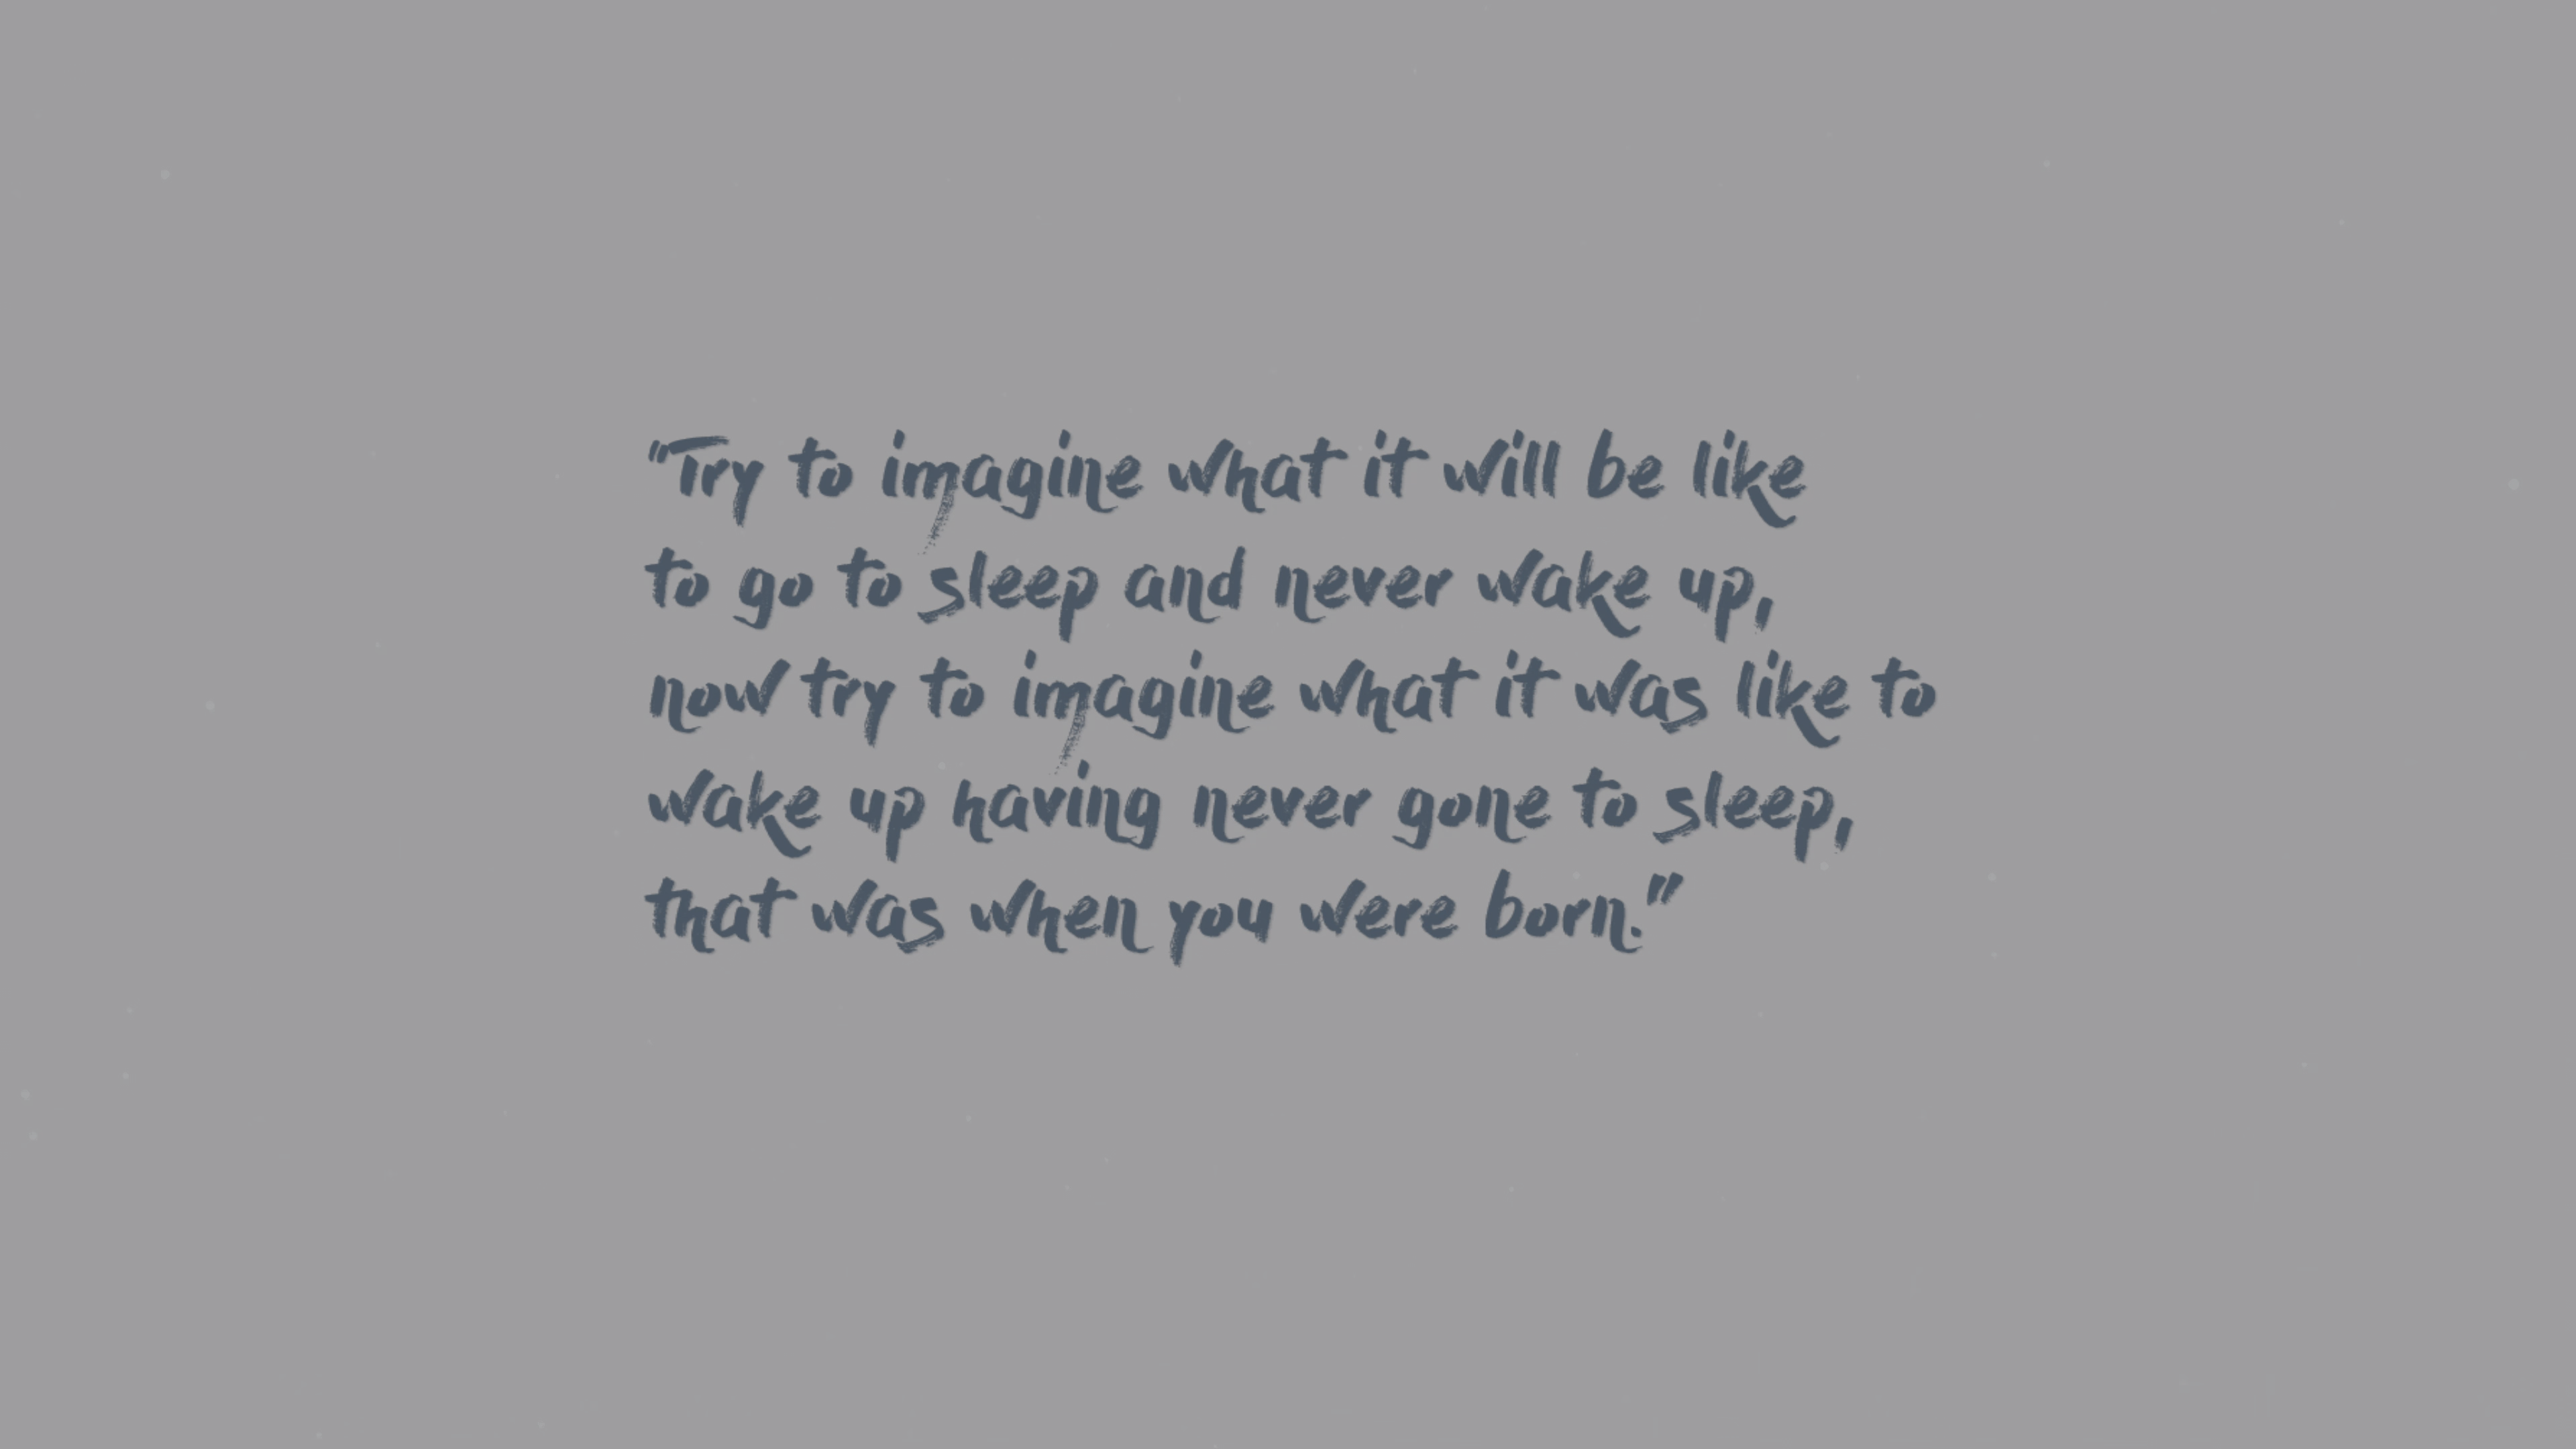 "Try to imagine what it will be like
to go to sleep and never wake up,
now try to imagine what it was like to
wake up having never gone to sleep,
that was when you were born."